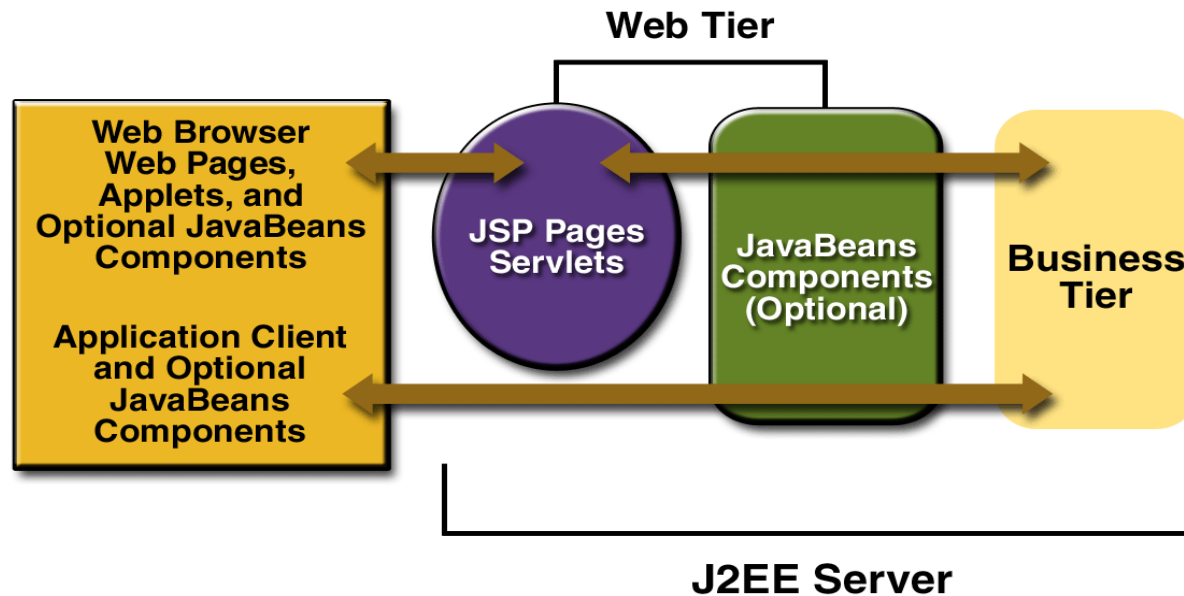 Web Tier
Web Browser
Web Pages,
Applets, and
Optional JavaBeans
Components
Application Client
and Optional
JavaBeans
Components
JSP Pages
Servlets
JavaBeans
Components
(Optional)
Business
Tier
J2EE Server